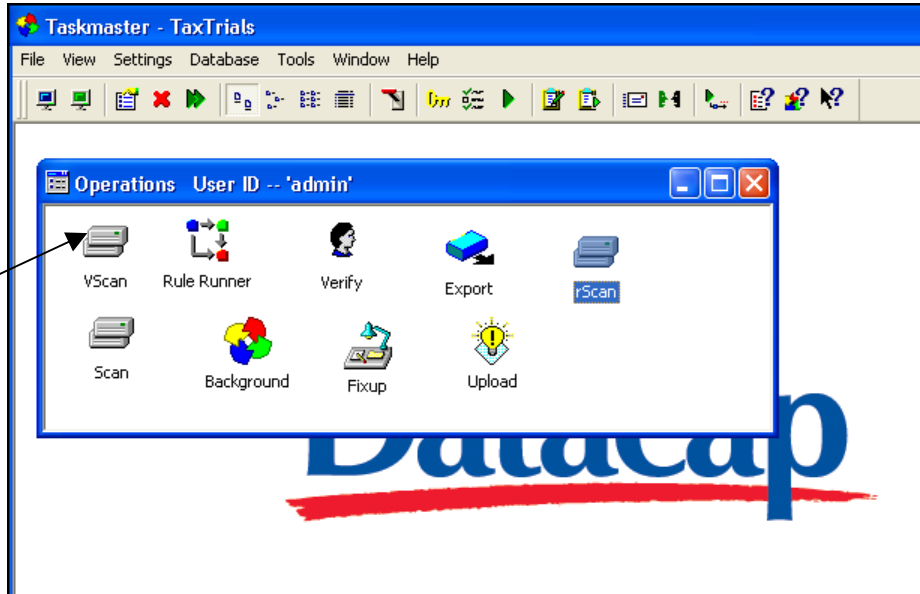 Taskmaster - TaxTrials
File View Settings Database Tools Window Help
Operations User ID -- 'admin'
VScan Rule Runner Verify Export rScan
Scan Background Fixup Upload
Datacap